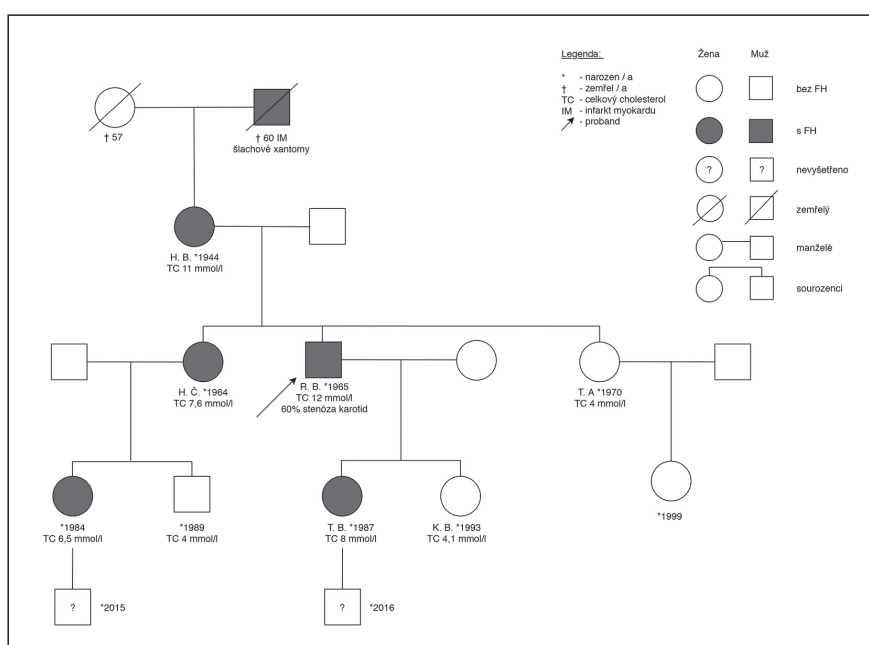 Legenda:
* - narozen / a
† - zemřel / a
TC - celkový cholesterol
IM - infarkt myokardu
- proband
Žena Muž
bez FH
s FH
? ? nevyšetřeno
zemřelý
manželé
sourozenci
† 57
† 60 IM
šlachové xantomy
H. B. *1944
TC 11 mmol/l
H. Č. *1964
TC 7,6 mmol/l
R. B. *1965
TC 12 mmol/l
60% stenóza karotid
T. A *1970
TC 4 mmol/l
*1984
TC 6,5 mmol/l
*1989
TC 4 mmol/l
T. B. *1987
TC 8 mmol/l
K. B. *1993
TC 4,1 mmol/l
*1999
? *2015
? *2016